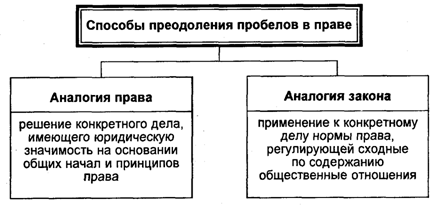 Способы преодоления пробелов в праве
Аналогия права
решение конкретного дела,
имеющего юридическую
значимость на основании
общих начал и принципов
права
Аналогия закона
применение к конкретному
делу нормы права,
регулирующей сходные
по содержанию
общественные отношения